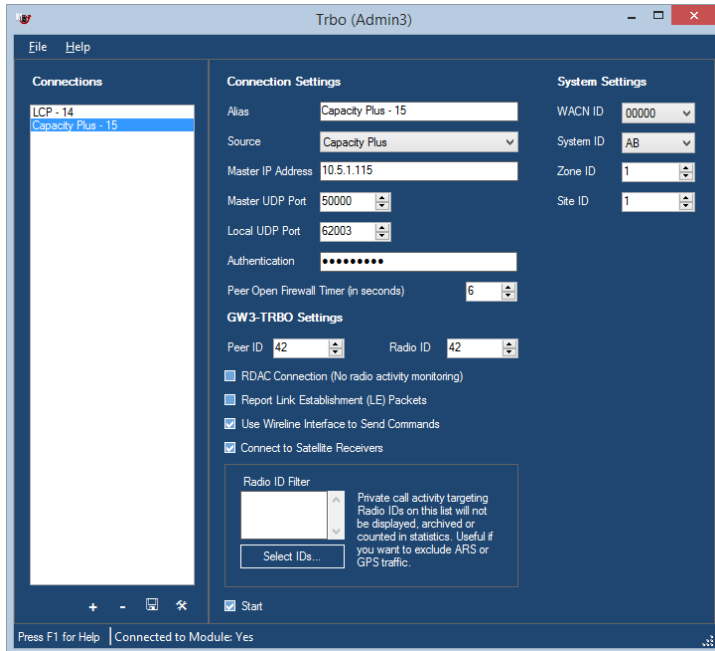 Trbo (Admin3)
File Help
Connections
LCP - 14
Capacity Plus - 15
Connection Settings
Alias Capacity Plus - 15
Source Capacity Plus
Master IP Address 10.5.1.115
Master UDP Port 50000
Local UDP Port 62003
Authentication •••••••••
Peer Open Firewall Timer (in seconds) 6
GW3-TRBO Settings
Peer ID 42 Radio ID 42
RDAC Connection (No radio activity monitoring)
Report Link Establishment (LE) Packets
Use Wireline Interface to Send Commands
Connect to Satellite Receivers
Radio ID Filter
Select IDs...
Private call activity targeting
Radio IDs on this list will not
be displayed, archived or
counted in statistics. Useful if
you want to exclude ARS or
GPS traffic.
Start
System Settings
WACN ID 00000
System ID AB
Zone ID 1
Site ID 1
+ -
Press F1 for Help Connected to Module: Yes